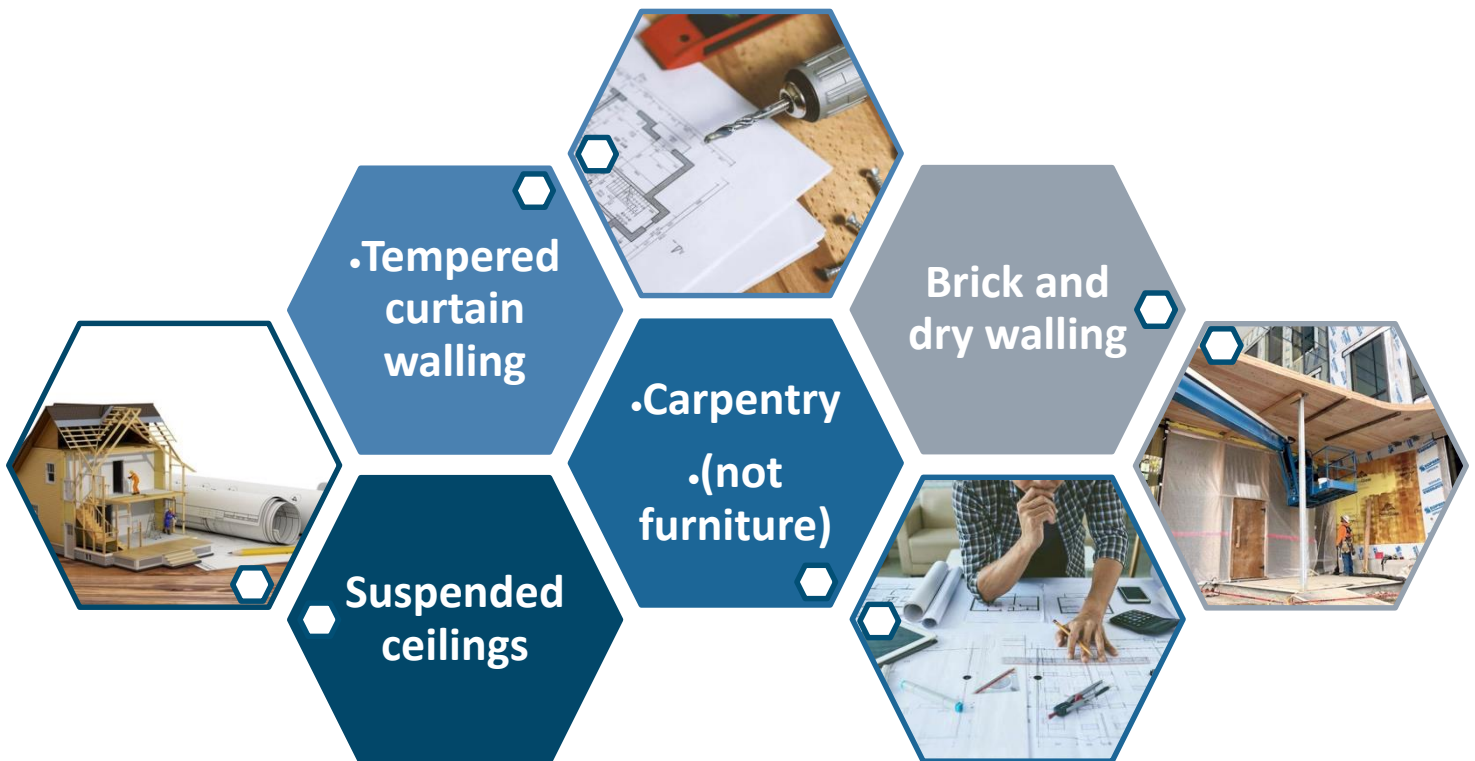 •Tempered
curtain
walling
Brick and
dry walling
•Carpentry
•(not
furniture)
Suspended
ceilings